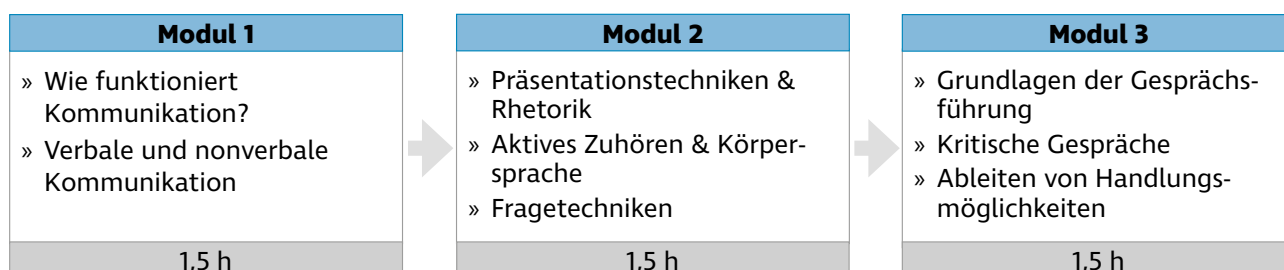 Modul 1
» Wie funktioniert
Kommunikation?
» Verbale und nonverbale
Kommunikation
1,5 h
Modul 2
» Präsentationstechniken &
Rhetorik
» Aktives Zuhören & Körper-
sprache
» Fragetechniken
1,5 h
Modul 3
» Grundlagen der Gesprächs-
führung
» Kritische Gespräche
» Ableiten von Handlungs-
möglichkeiten
1,5 h